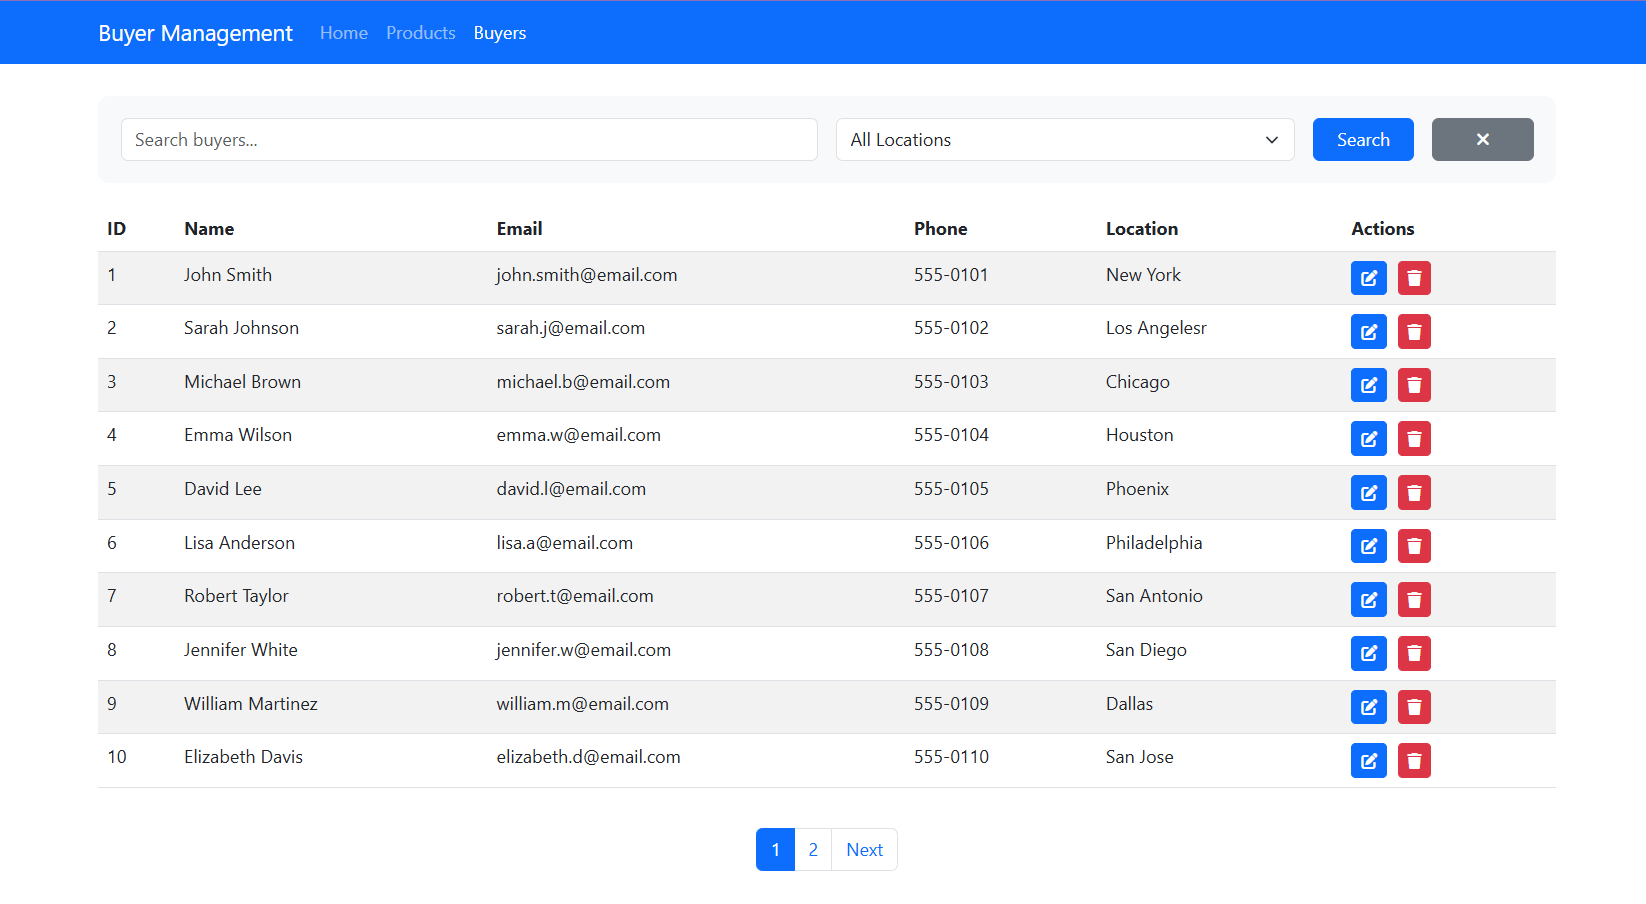 Buyer Management Home Products Buyers
Search buyers... All Locations Search
ID Name Email Phone Location Actions
1 John Smith john.smith@email.com 555-0101 New York
2 Sarah Johnson sarah.j@email.com 555-0102 Los Angelesr
3 Michael Brown michael.b@email.com 555-0103 Chicago
4 Emma Wilson emma.w@email.com 555-0104 Houston
5 David Lee david.l@email.com 555-0105 Phoenix
6 Lisa Anderson lisa.a@email.com 555-0106 Philadelphia
7 Robert Taylor robert.t@email.com 555-0107 San Antonio
8 Jennifer White jennifer.w@email.com 555-0108 San Diego
9 William Martinez william.m@email.com 555-0109 Dallas
10 Elizabeth Davis elizabeth.d@email.com 555-0110 San Jose
1 2 Next